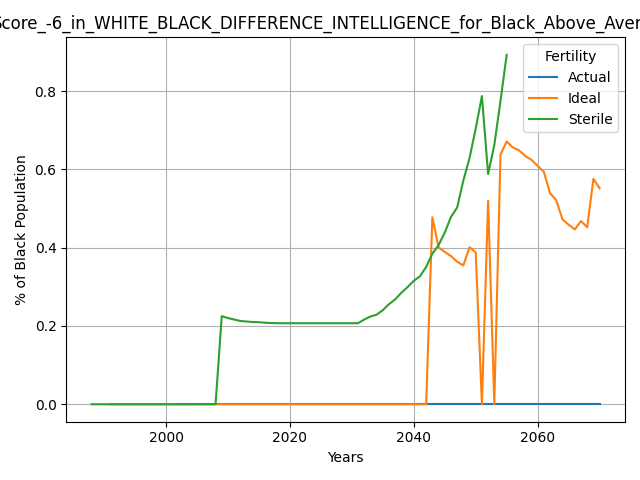 Score_-6_in_WHITE_BLACK_DIFFERENCE_INTELLIGENCE_for_Black_Above_Aver
Fertility
Actual
Ideal
Sterile
% of Black Population
0.8
0.6
0.4
0.2
0.0
2000
2020
2040
2060
Years